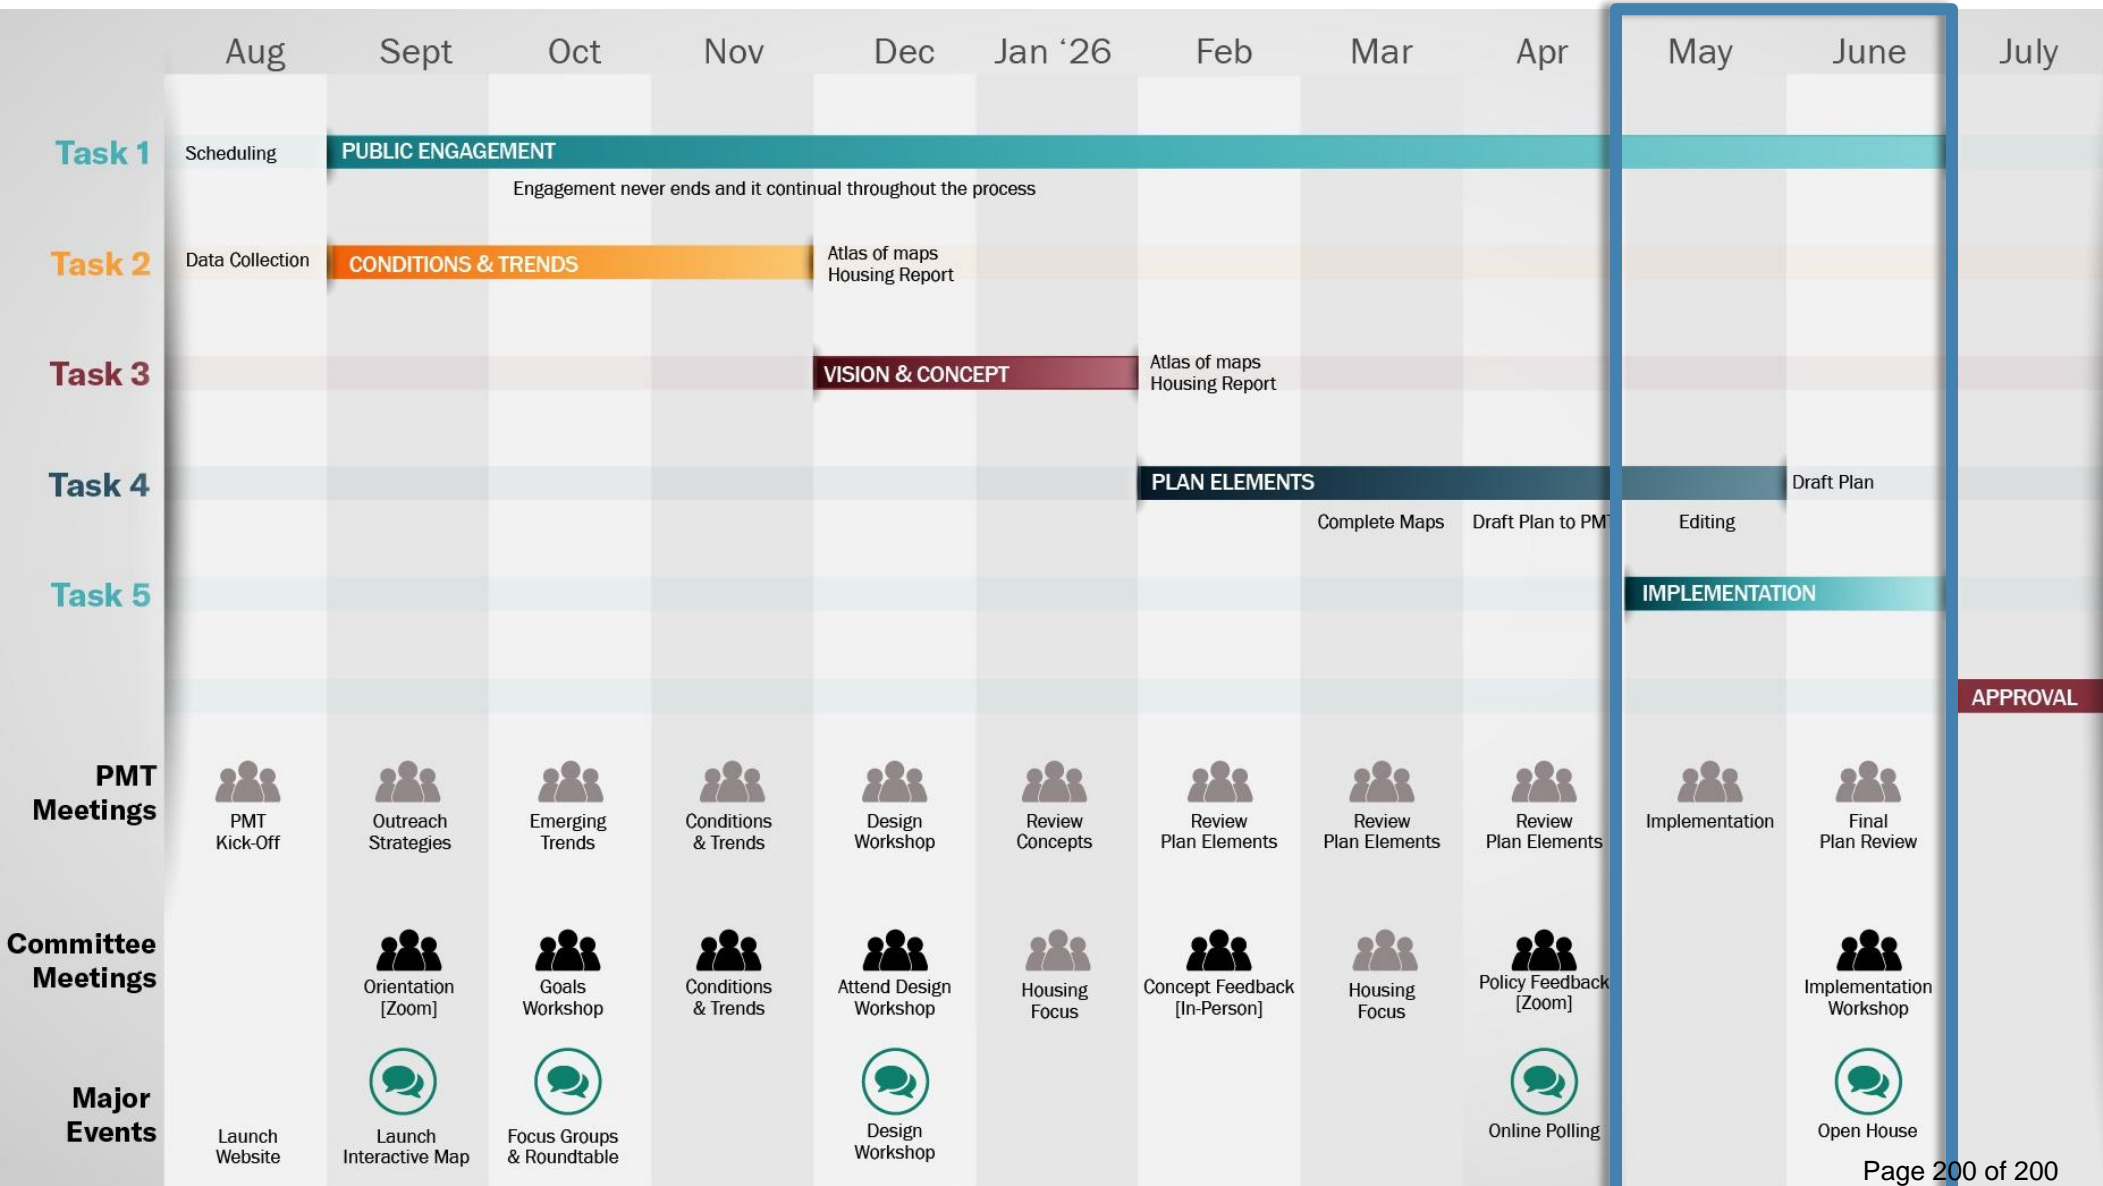 Aug Sept Oct Nov Dec Jan ‘26 Feb Mar Apr May June July
Task 1 Scheduling PUBLIC ENGAGEMENT
Engagement never ends and it continual throughout the process
Task 2 Data Collection CONDITIONS & TRENDS Atlas of maps
Housing Report
Task 3 VISION & CONCEPT Atlas of maps
Housing Report
Task 4 PLAN ELEMENTS Draft Plan
Complete Maps Draft Plan to PM Editing
Task 5 IMPLEMENTATION
APPROVAL
PMT
Meetings
PMT
Kick-Off
Outreach
Strategies
Emerging
Trends
Conditions
& Trends
Design
Workshop
Review
Concepts
Review
Plan Elements
Review
Plan Elements
Review
Plan Elements
Implementation
Final
Plan Review
Committee
Meetings
Orientation
[Zoom]
Goals
Workshop
Conditions
& Trends
Attend Design
Workshop
Housing
Focus
Concept Feedback
[In-Person]
Housing
Focus
Policy Feedback
[Zoom]
Implementation
Workshop
Major
Events
Launch
Website
Launch
Interactive Map
Focus Groups
& Roundtable
Design
Workshop
Online Polling
Open House
Page 200 of 200